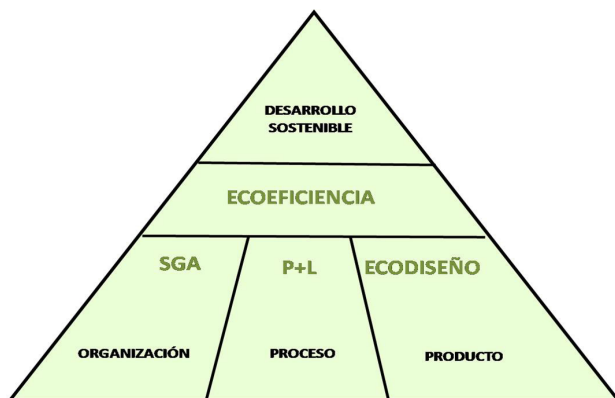 DESARROLLO
SOSTENIBLE
ECOEFICIENCIA
SGA P+L ECODISEÑO
ORGANIZACIÓN PROCESO PRODUCTO